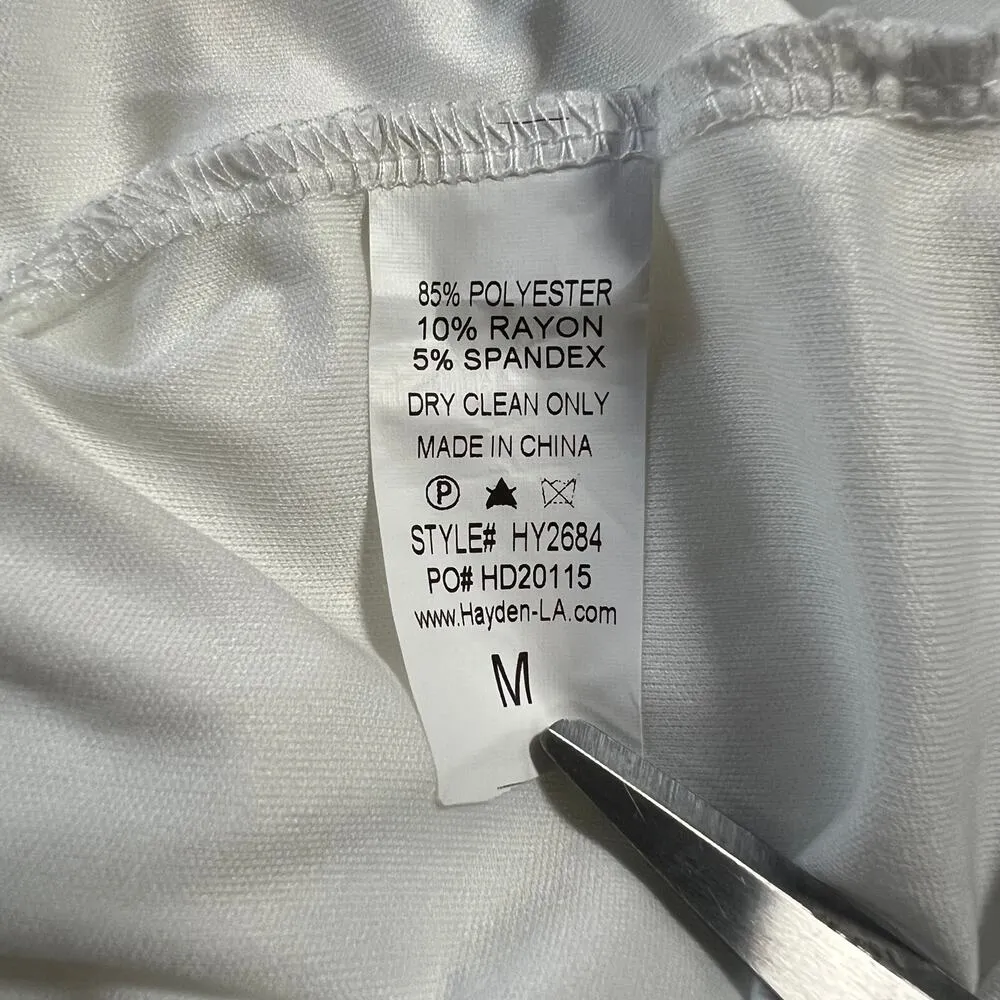 85% POLYESTER
10% RAYON
5% SPANDEX
DRY CLEAN ONLY
MADE IN CHINA
P
STYLE# HY2684
PO# HD20115
www.Hayden-LA.com
M